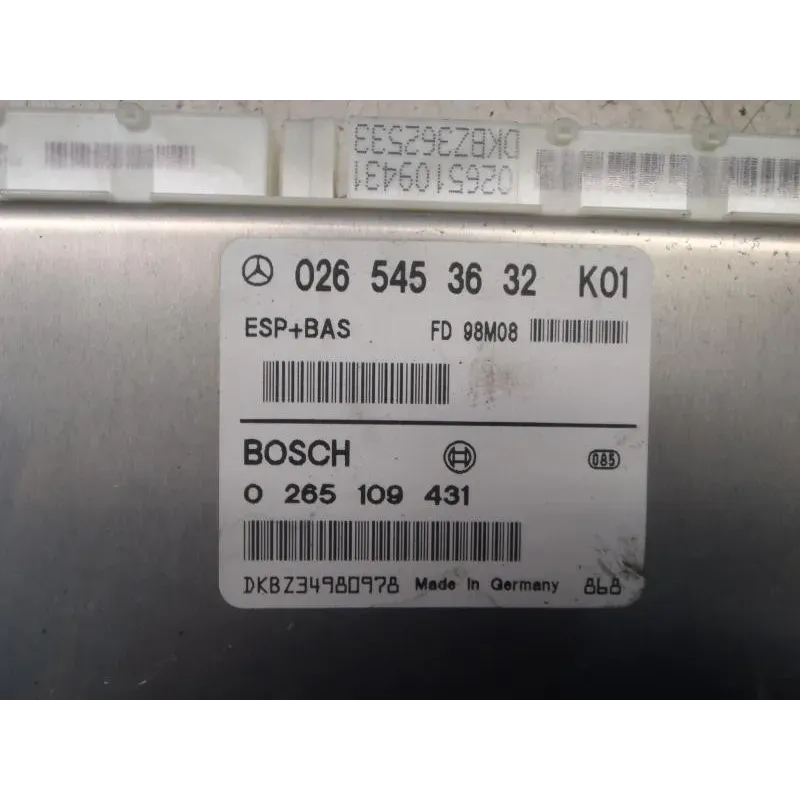 DKBZ362533
0265109431
026 545 36 32 K01
ESP+BAS FD 98M08
BOSCH 085
0 265 109 431
DKBZ34980978 Made in Germany 868